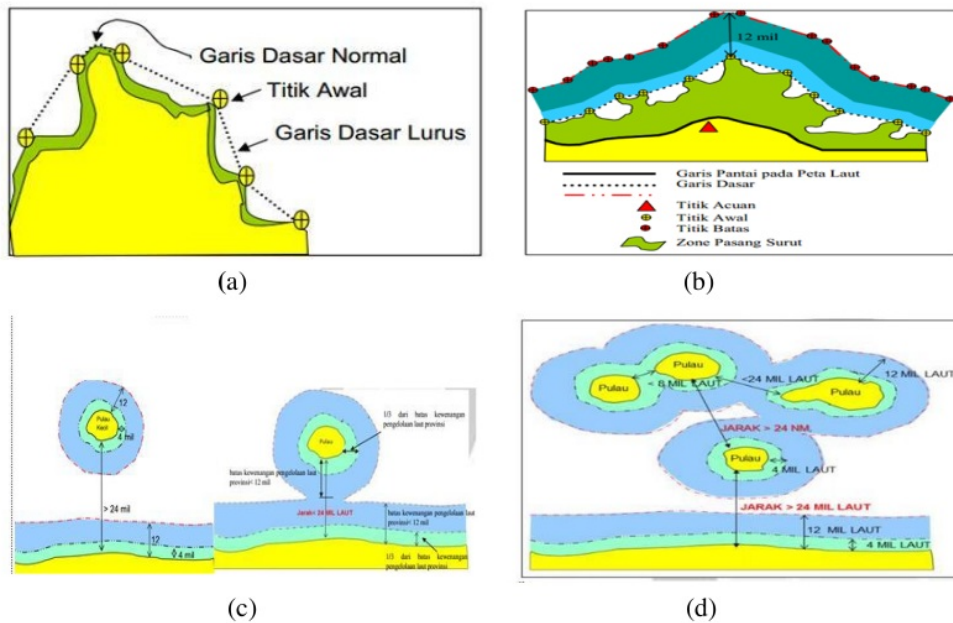 Garis Dasar Normal
Titik Awal
Garis Dasar Lurus
(a)
12 mil
Garis Pantai pada Peta Laut
Garis Dasar
Titik Acuan
Titik Awal
Titik Batas
Zone Pasang Surut
(b)
Pulau
Kecil
12
4 mil
> 24 mil
12
4 mil
Pulau
1/3 dari batas kewenangan
pengelolaan laut provinsi
batas kewenangan pengelolaan laut
provinsi< 12 mil
Jarak< 24 MIL LAUT
batas kewenangan pengelolaan laut
provinsi< 12 mil
1/3 dari batas kewenangan
pengelolaan laut provinsi
(c)
Pulau
Pulau
< 8 MIL LAUT
<24 MIL LAUT
12 MIL LAUT
Pulau
JARAK > 24 NM.
Pulau
4 MIL LAUT
JARAK > 24 MIL LAUT
12 MIL LAUT
4 MIL LAUT
(d)